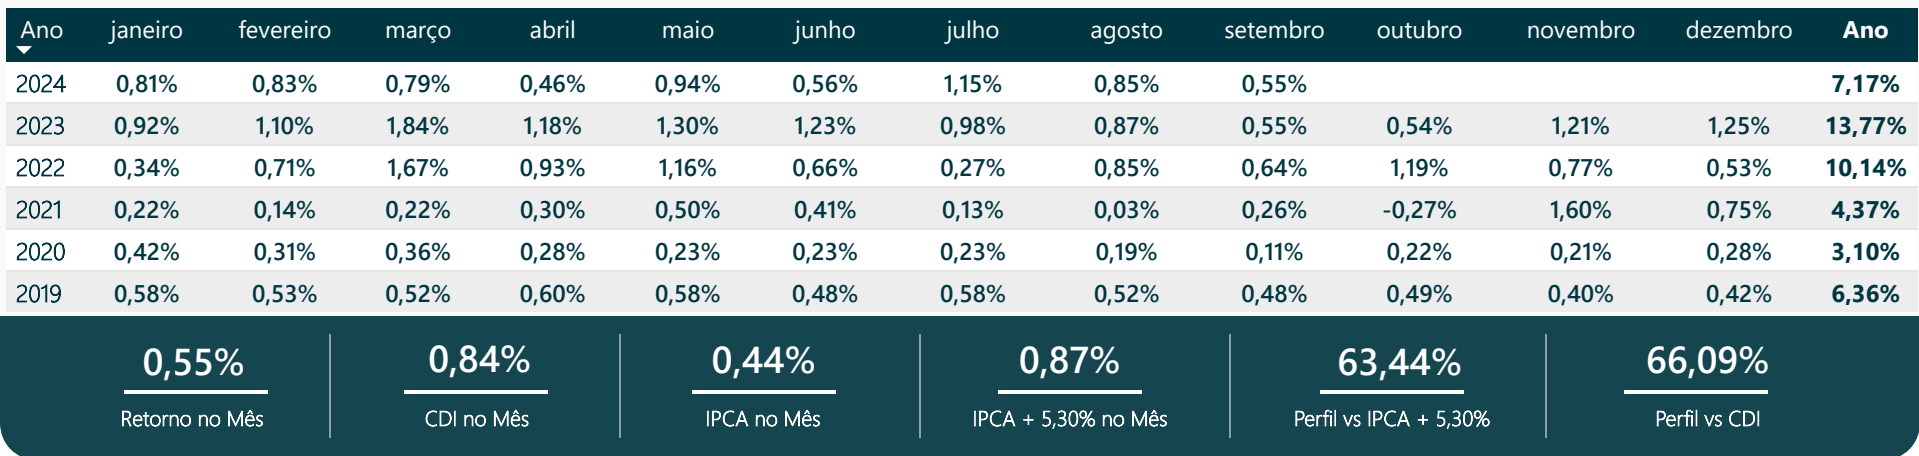 Ano janeiro fevereiro março abril maio junho julho agosto setembro outubro novembro dezembro Ano
2024 0,81% 0,83% 0,79% 0,46% 0,94% 0,56% 1,15% 0,85% 0,55% 7,17%
2023 0,92% 1,10% 1,84% 1,18% 1,30% 1,23% 0,98% 0,87% 0,55% 0,54% 1,21% 1,25% 13,77%
2022 0,34% 0,71% 1,67% 0,93% 1,16% 0,66% 0,27% 0,85% 0,64% 1,19% 0,77% 0,53% 10,14%
2021 0,22% 0,14% 0,22% 0,30% 0,50% 0,41% 0,13% 0,03% 0,26% -0,27% 1,60% 0,75% 4,37%
2020 0,42% 0,31% 0,36% 0,28% 0,23% 0,23% 0,23% 0,19% 0,11% 0,22% 0,21% 0,28% 3,10%
2019 0,58% 0,53% 0,52% 0,60% 0,58% 0,48% 0,58% 0,52% 0,48% 0,49% 0,40% 0,42% 6,36%
0,55% 0,84% 0,44% 0,87% 63,44% 66,09%
Retorno no Mês CDI no Mês IPCA no Mês IPCA + 5,30% no Mês Perfil vs IPCA + 5,30% Perfil vs CDI